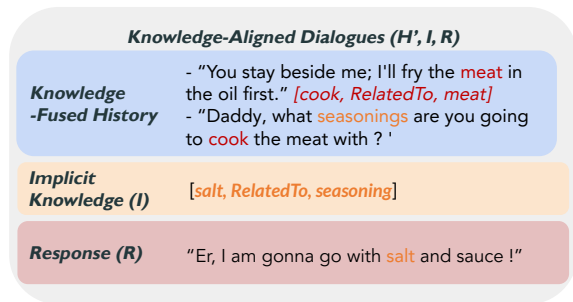 Knowledge-Aligned Dialogues (H’, I, R)
Knowledge
-Fused History
- “You stay beside me; I'll fry the meat in
the oil first.” [cook, RelatedTo, meat]
- “Daddy, what seasonings are you going
to cook the meat with ? '
Implicit
Knowledge (I)
[salt, RelatedTo, seasoning]
Response (R)
“Er, I am gonna go with salt and sauce !”